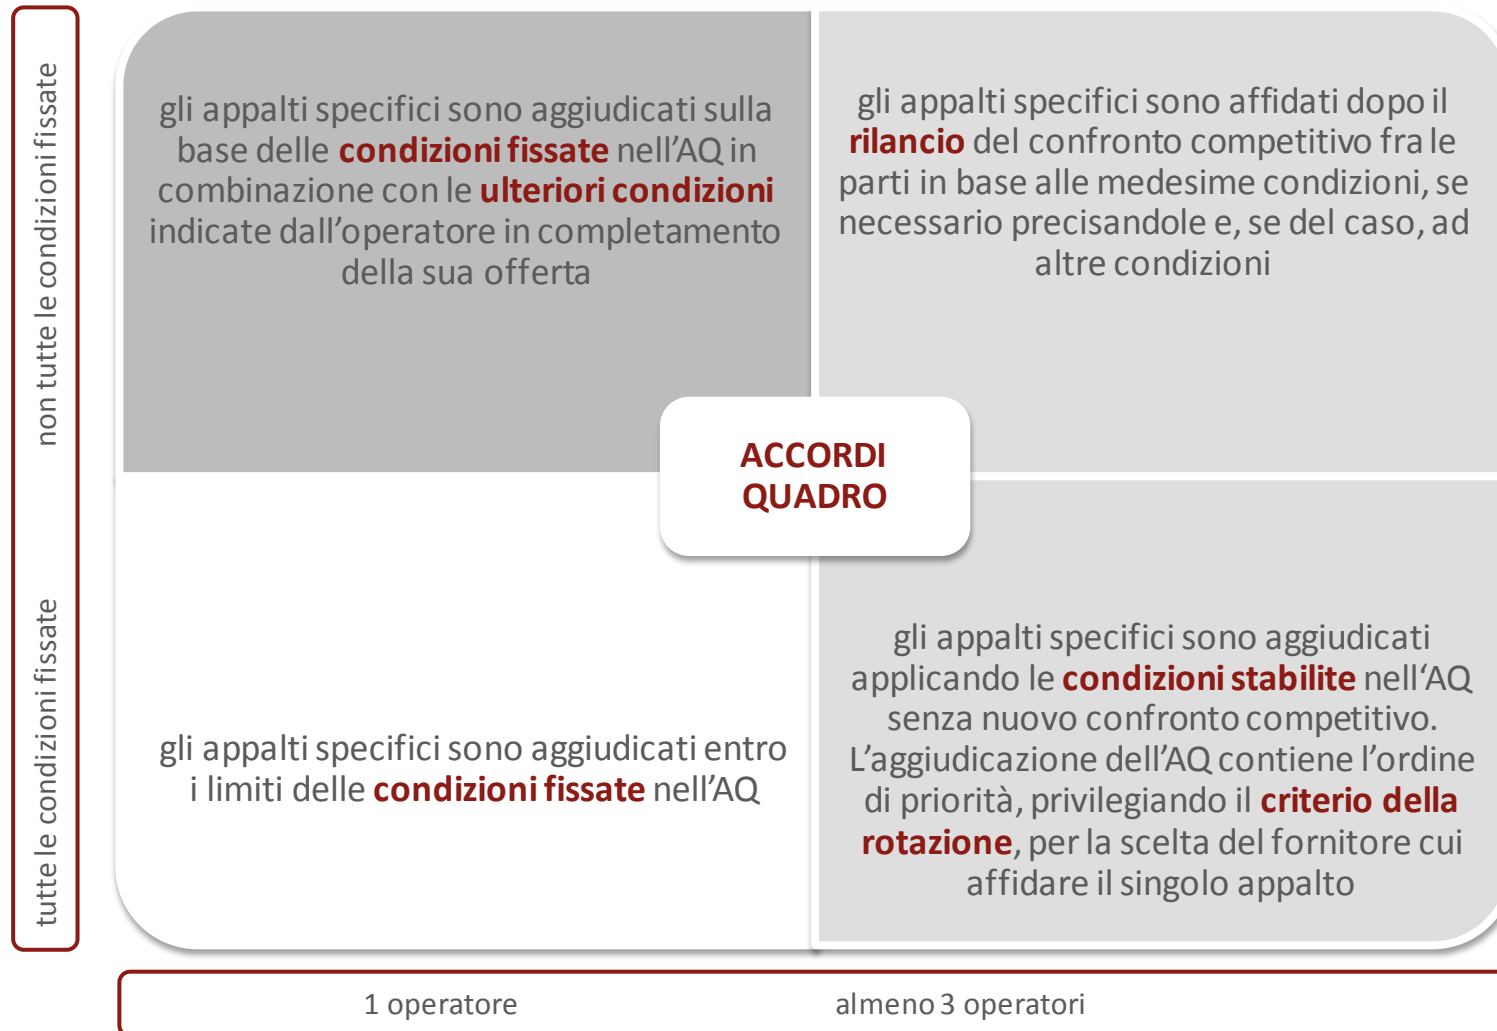 non tutte le condizioni fissate
gli appalti specifici sono aggiudicati sulla
base delle condizioni fissate nell’AQ in
combinazione con le ulteriori condizioni
indicate dall’operatore in completamento
della sua offerta
gli appalti specifici sono affidati dopo il
rilancio del confronto competitivo fra le
parti in base alle medesime condizioni, se
necessario precisandole e, se del caso, ad
altre condizioni
ACCORDI
QUADRO
tutte le condizioni fissate
gli appalti specifici sono aggiudicati entro
i limiti delle condizioni fissate nell’AQ
gli appalti specifici sono aggiudicati
applicando le condizioni stabilite nell‘AQ
senza nuovo confronto competitivo.
L’aggiudicazione dell’AQ contiene l’ordine
di priorità, privilegiando il criterio della
rotazione, per la scelta del fornitore cui
affidare il singolo appalto
1 operatore
almeno 3 operatori